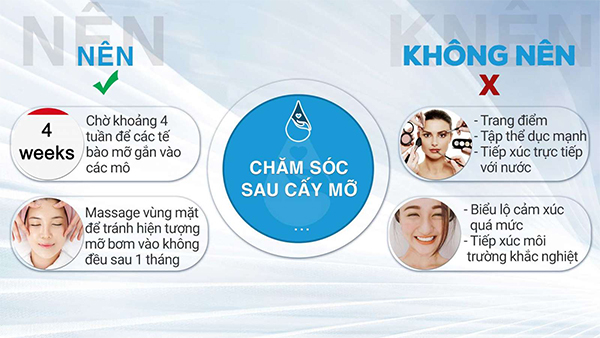 NÊN
NÊN
KNÊN
KHÔNG NÊN
X
4
weeks
Chờ khoảng 4
tuần để các tế
bào mỡ gắn vào
các mô
Massage vùng mặt
để tránh hiện tượng
mỡ bơm vào không
đều sau 1 tháng
CHĂM SÓC
SAU CẤY MỠ
...
- Trang điểm
- Tập thể dục mạnh
- Tiếp xúc trực tiếp
với nước
- Biểu lộ cảm xúc
quá mức
- Tiếp xúc môi
trường khắc nghiệt